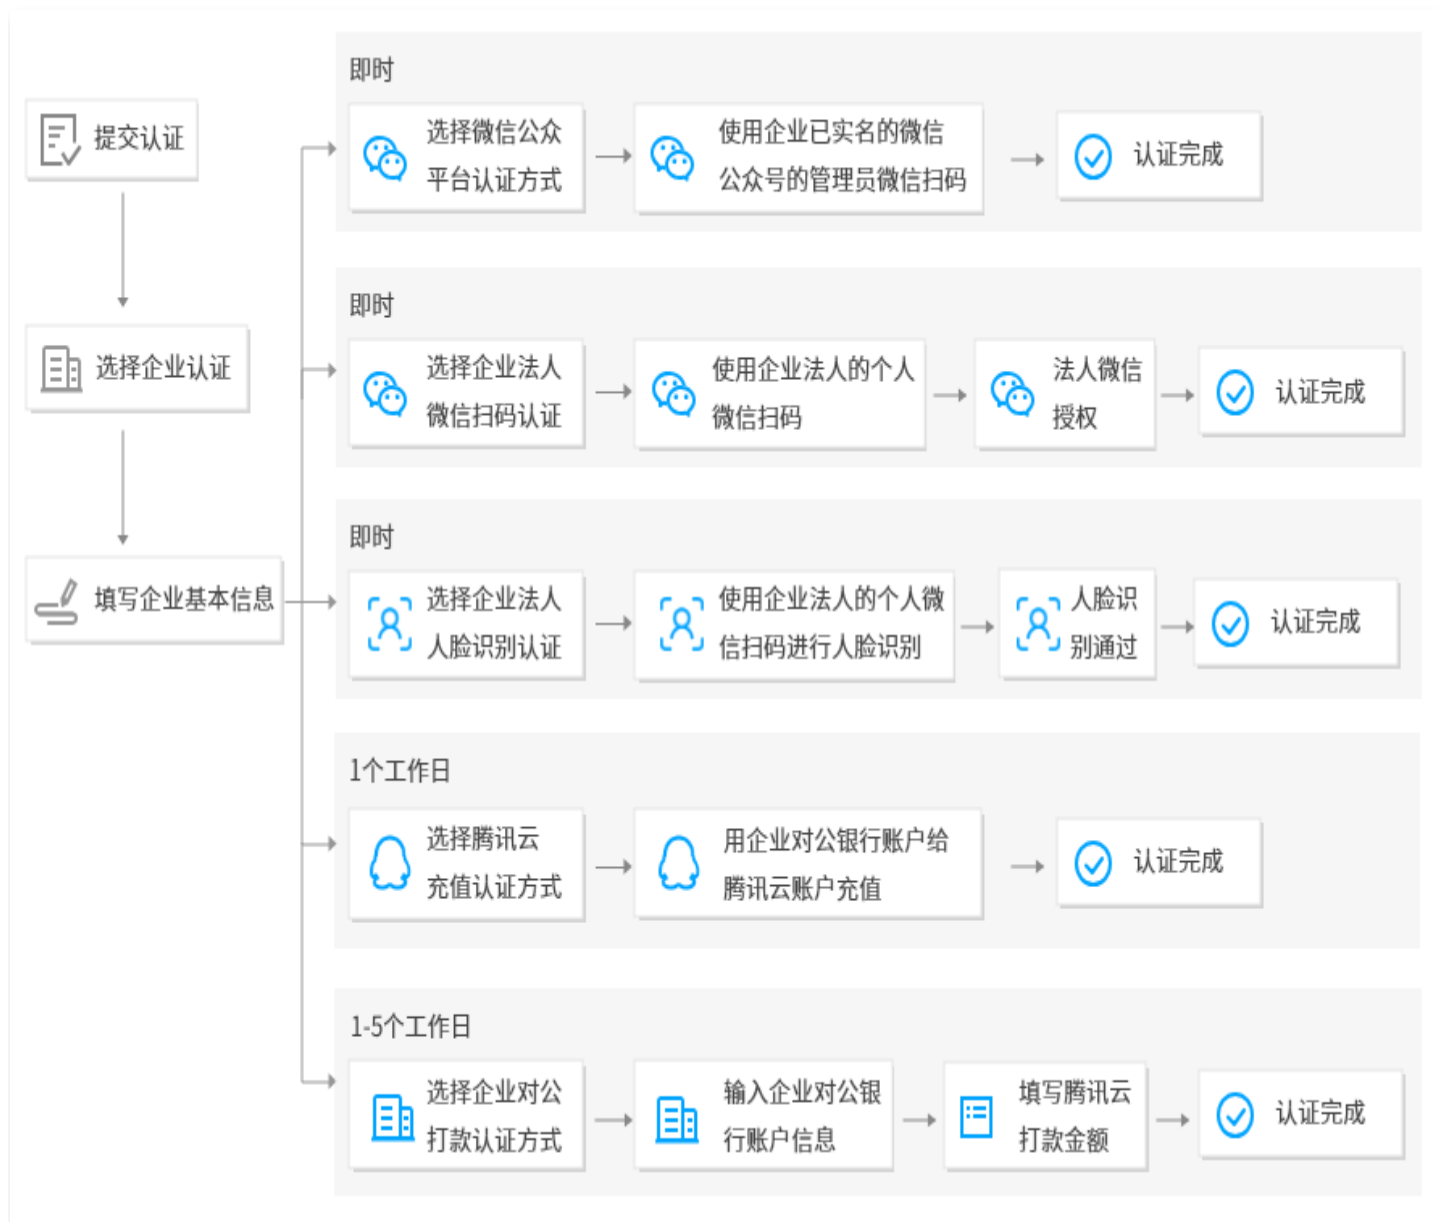 提交认证
选择企业认证
填写企业基本信息
即时
选择微信公众
平台认证方式
使用企业已实名的微信
公众号的管理员微信扫码
认证完成
即时
选择企业法人
微信扫码认证
使用企业法人的个人
微信扫码
法人微信
授权
认证完成
即时
选择企业法人
人脸识别认证
使用企业法人的个人微
信扫码进行人脸识别
人脸识
别通过
认证完成
1个工作日
选择腾讯云
充值认证方式
用企业对公银行账户给
腾讯云账户充值
认证完成
1-5个工作日
选择企业对公
打款认证方式
输入企业对公银
行账户信息
填写腾讯云
打款金额
认证完成